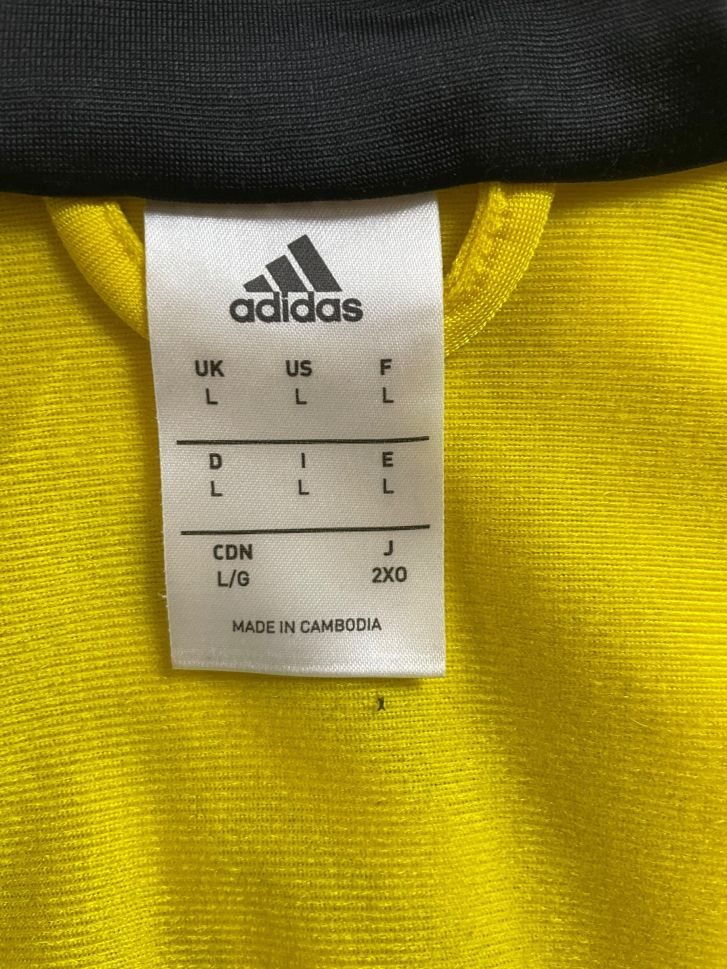 adidas
UK US F
L L L
D I E
L L L
CDN J
L/G 2XO
MADE IN CAMBODIA